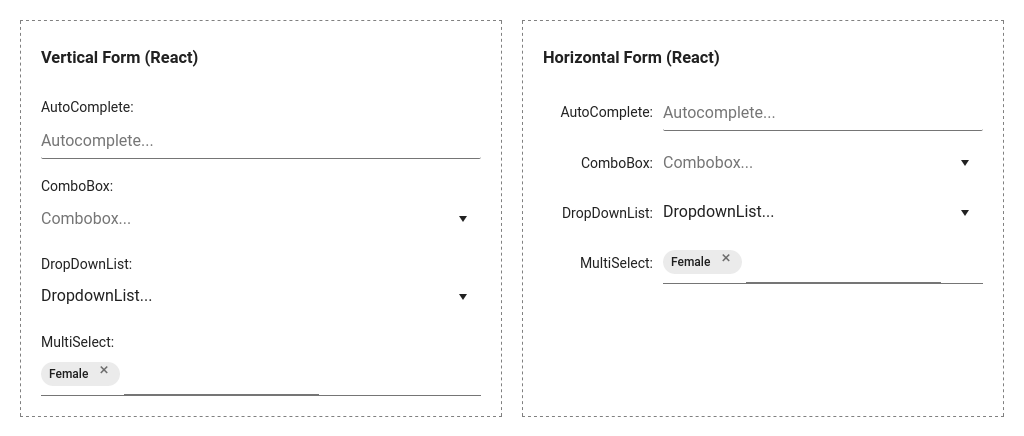 Vertical Form (React)
AutoComplete:
Autocomplete...
ComboBox:
Combobox...
DropDownList:
DropdownList...
MultiSelect:
Female ×
Horizontal Form (React)
AutoComplete: Autocomplete...
ComboBox: Combobox...
DropDownList: DropdownList...
MultiSelect: Female ×